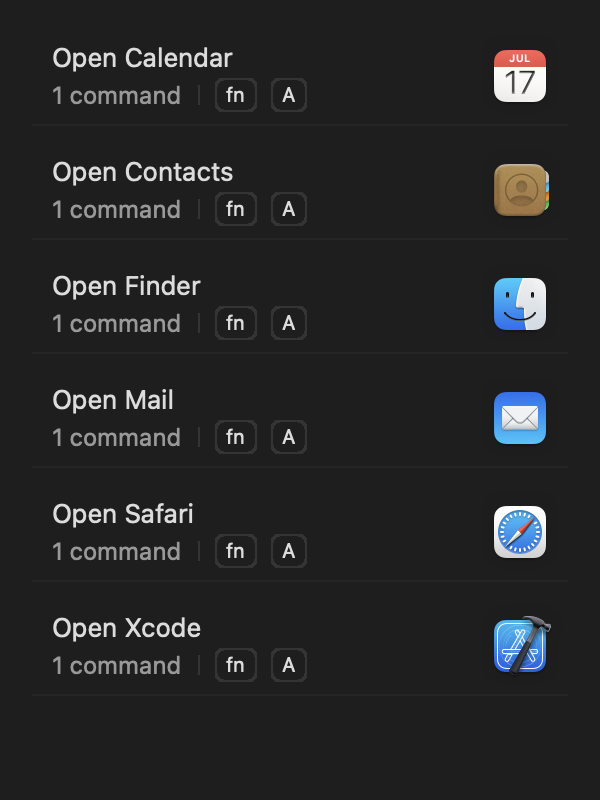 Open Calendar
1 command fn A
JUL
17
Open Contacts
1 command fn A
Open Finder
1 command fn A
Open Mail
1 command fn A
Open Safari
1 command fn A
Open Xcode
1 command fn A